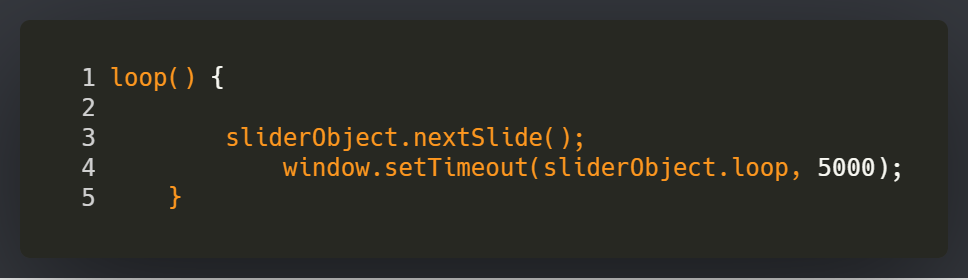 1 loop() {
2
3         sliderObject.nextSlide();
4             window.setTimeout(sliderObject.loop, 5000);
5     }